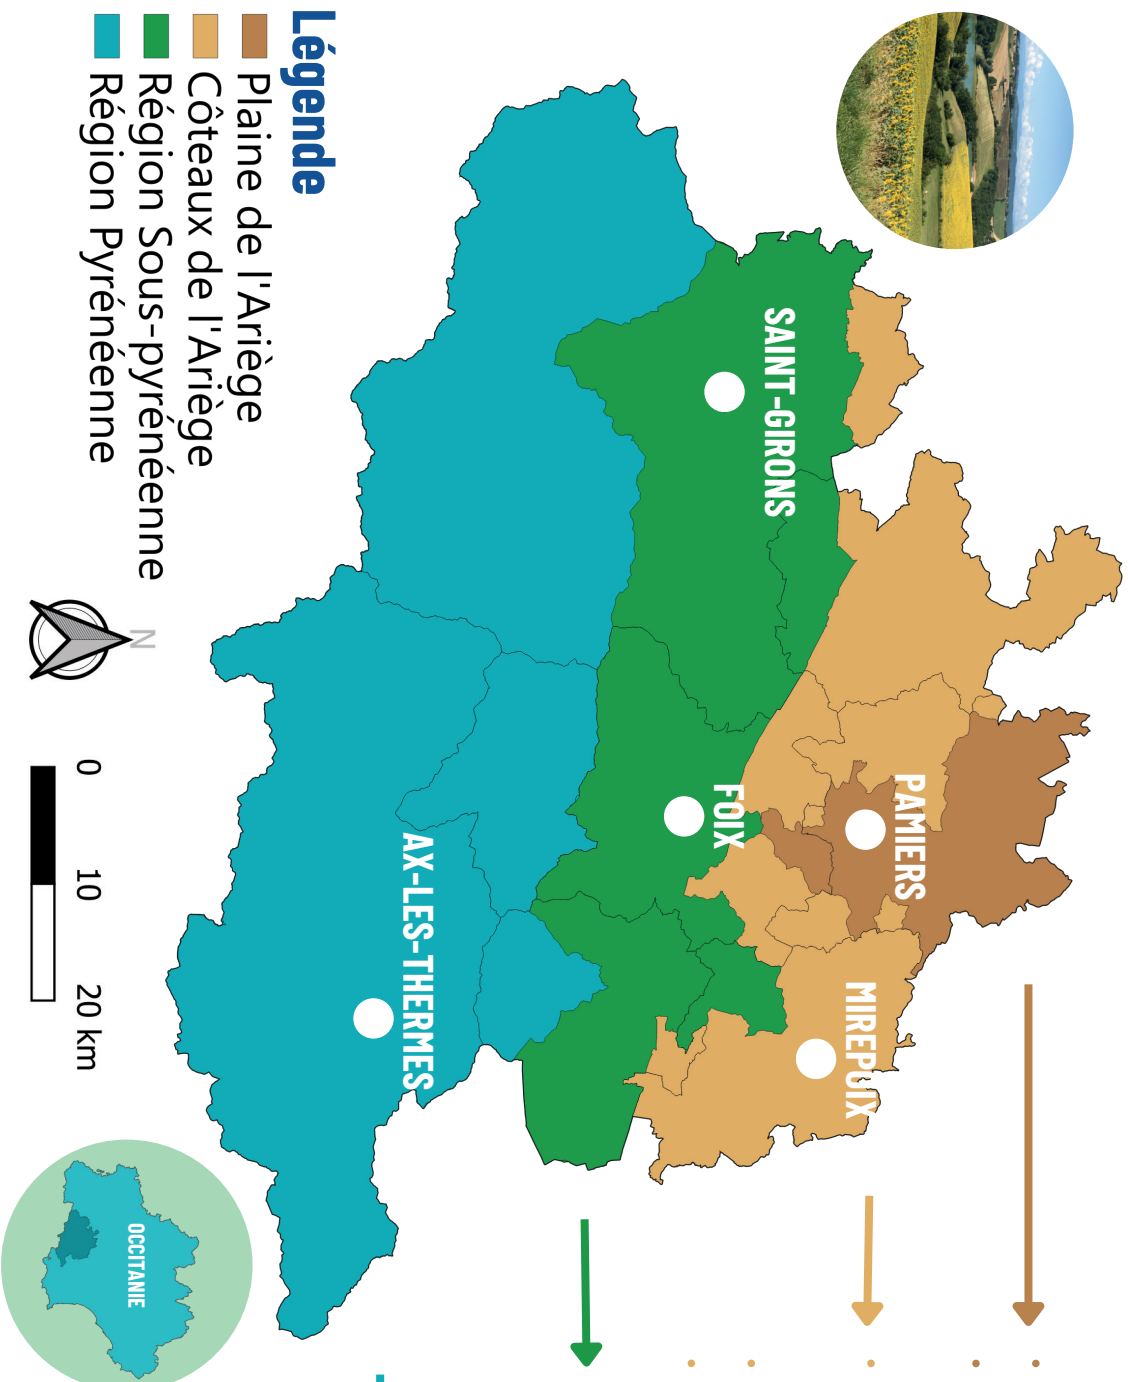 SAINT-GIRONS
PAMIERS
FOIX
MIREPOIX
AX-LES-THERMES
Légende
Plaine de l'Ariège
Côteaux de l'Ariège
Région Sous-pyrénéenne
Région Pyrénéenne
N
0 10 20 km
OCCITANIE